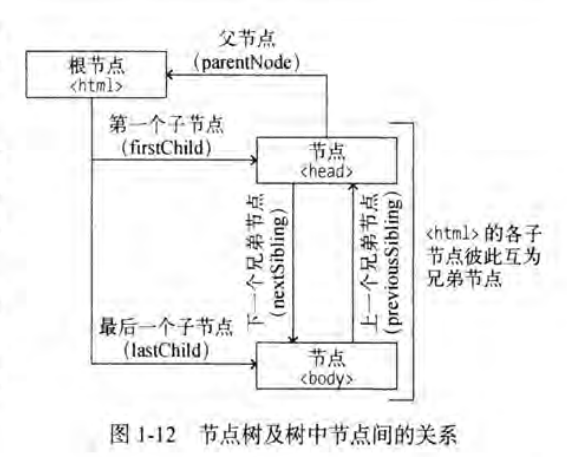 父节点
(parentNode)
根节点
<html>
第一个子节点
(firstChild)
节点
<head>
下一个兄弟节点
(nextSibling)
上一个兄弟节点
(previousSibling)
<html>的各子
节点彼此互为
兄弟节点
最后一个子节点
(lastChild)
节点
<body>
图 1-12 节点树及树中节点间的关系